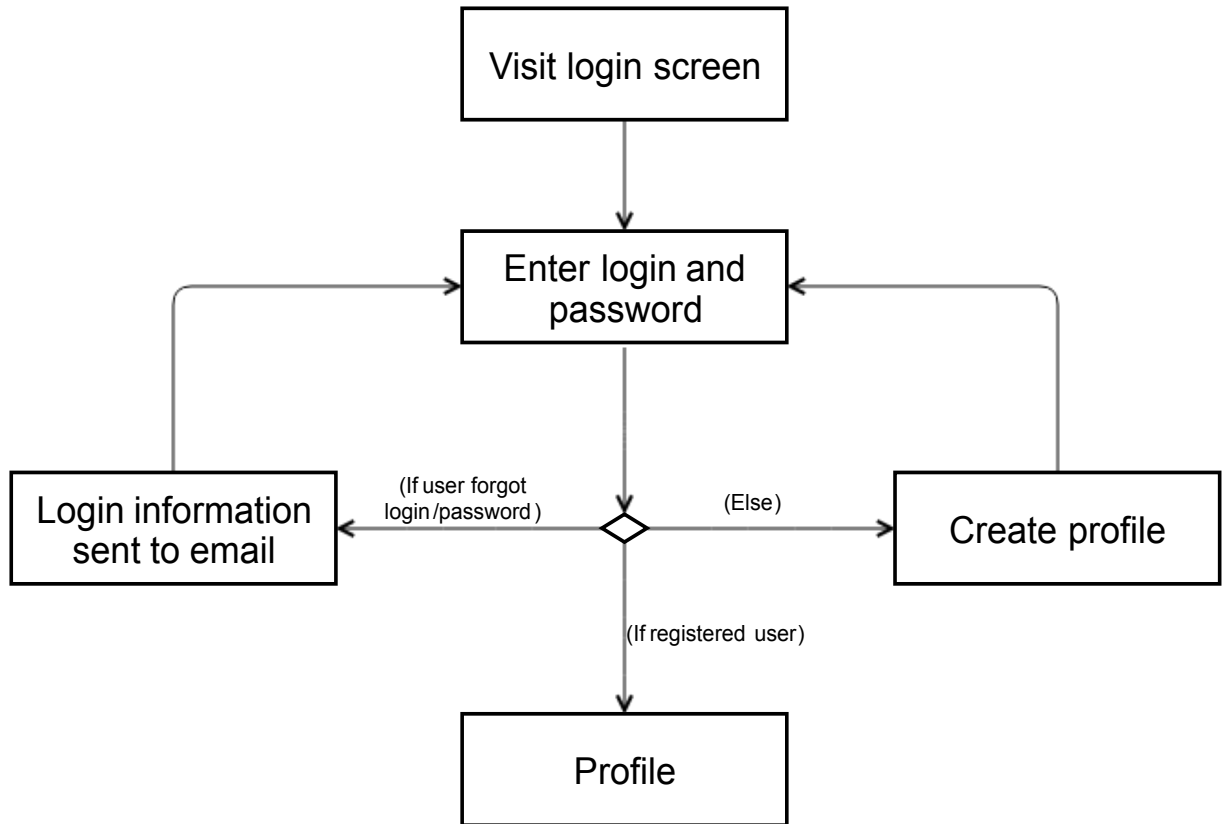 Visit login screen
Enter login and
password
(If user forgot
login/password)
(Else)
Login information
sent to email
Create profile
(If registered user)
Profile